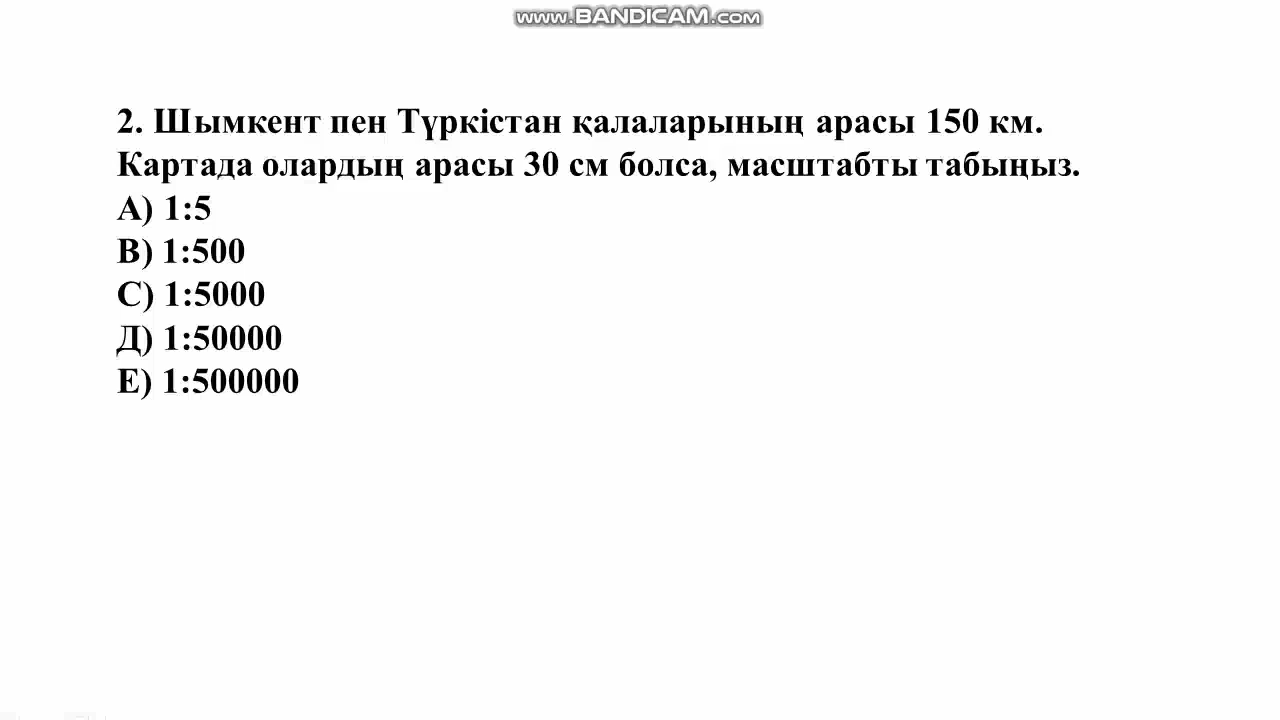 www.BANDICAM.com
2. Шымкент пен Түркістан қалаларының арасы 150 км.
Картада олардың арасы 30 см болса, масштабты табыңыз.
А) 1:5
В) 1:500
С) 1:5000
Д) 1:50000
Е) 1:500000